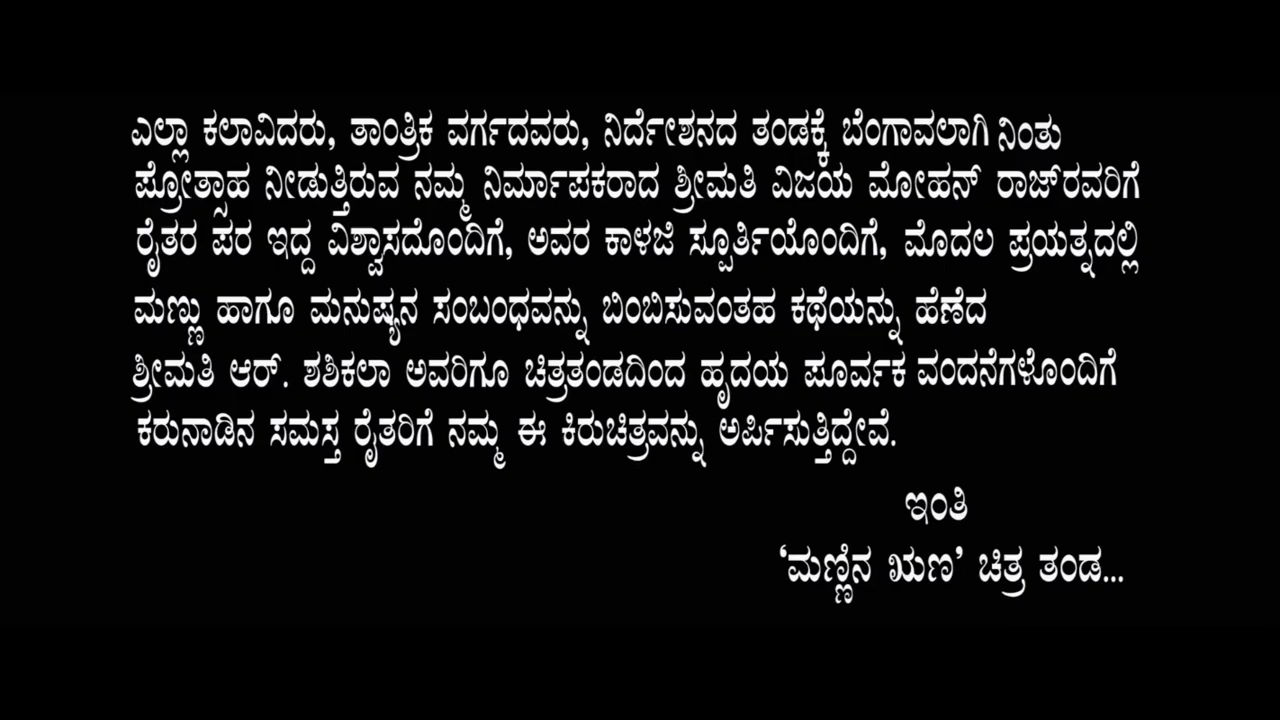 ಎಲ್ಲಾ ಕಲಾವಿದರು, ತಾಂತ್ರಿಕ ವರ್ಗದವರು, ನಿರ್ದೇಶನದ ತಂಡಕ್ಕೆ ಬೆಂಗಾವಲಾಗಿ ನಿಂತು
ಪ್ರೋತ್ಸಾಹ ನೀಡುತ್ತಿರುವ ನಮ್ಮ ನಿರ್ಮಾಪಕರಾದ ಶ್ರೀಮತಿ ವಿಜಯ ಮೋಹನ್ ರಾಜ್‌ರವರಿಗೆ
ರೈತರ ಪರ ಇದ್ದ ವಿಶ್ವಾಸದೊಂದಿಗೆ, ಅವರ ಕಾಳಜಿ ಸ್ಪೂರ್ತಿಯೊಂದಿಗೆ, ಮೊದಲ ಪ್ರಯತ್ನದಲ್ಲಿ
ಮಣ್ಣು ಹಾಗೂ ಮನುಷ್ಯನ ಸಂಬಂಧವನ್ನು ಬಿಂಬಿಸುವಂತಹ ಕಥೆಯನ್ನು ಹೆಣೆದ
ಶ್ರೀಮತಿ ಆರ್. ಶಶಿಕಲಾ ಅವರಿಗೂ ಚಿತ್ರತಂಡದಿಂದ ಹೃದಯ ಪೂರ್ವಕ ವಂದನೆಗಳೊಂದಿಗೆ
ಕರುನಾಡಿನ ಸಮಸ್ತ ರೈತರಿಗೆ ನಮ್ಮ ಈ ಕಿರುಚಿತ್ರವನ್ನು ಅರ್ಪಿಸುತ್ತಿದ್ದೇವೆ.
ಇಂತಿ
‘ಮಣ್ಣಿನ ಋಣ’ ಚಿತ್ರ ತಂಡ...